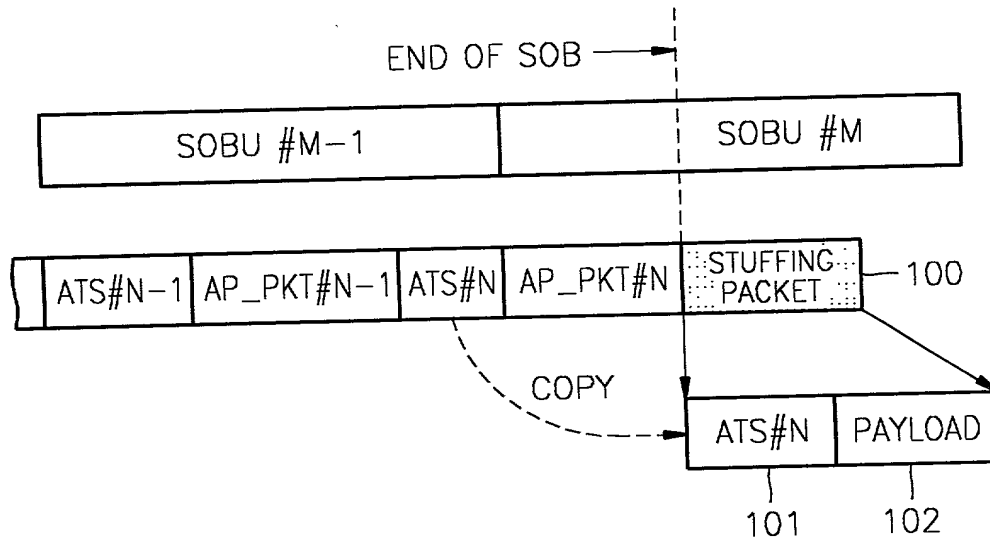 END OF SOB
SOBU #M-1 SOBU #M
ATS#N-1 AP_PKT#N-1 ATS#N AP_PKT#N STUFFING PACKET 100
COPY
ATS#N PAYLOAD
101 102